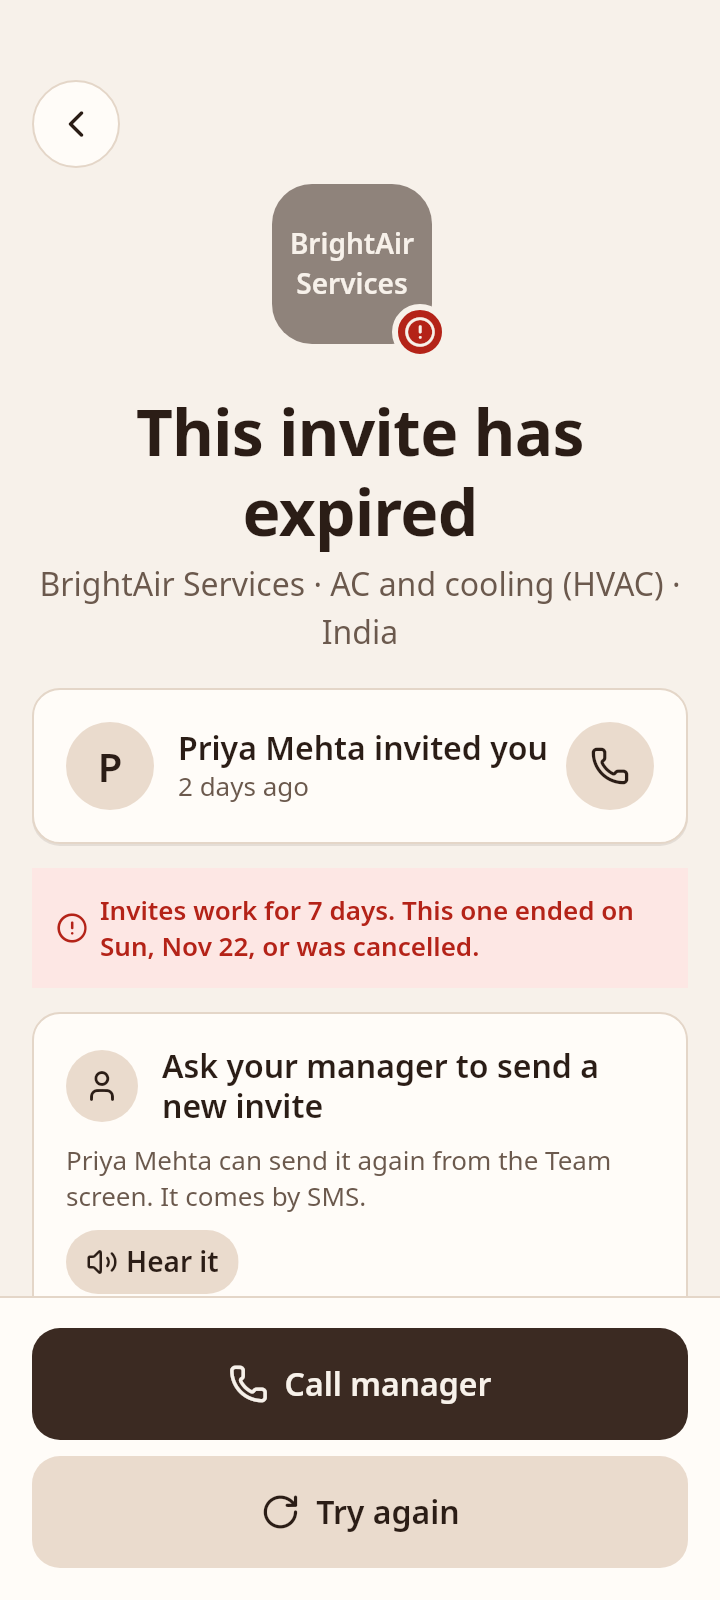 BrightAir
Services
This invite has
expired
BrightAir Services · AC and cooling (HVAC) ·
India
P
Priya Mehta invited you
2 days ago
Invites work for 7 days. This one ended on
Sun, Nov 22, or was cancelled.
Ask your manager to send a
new invite
Priya Mehta can send it again from the Team
screen. It comes by SMS.
Hear it
Call manager
Try again